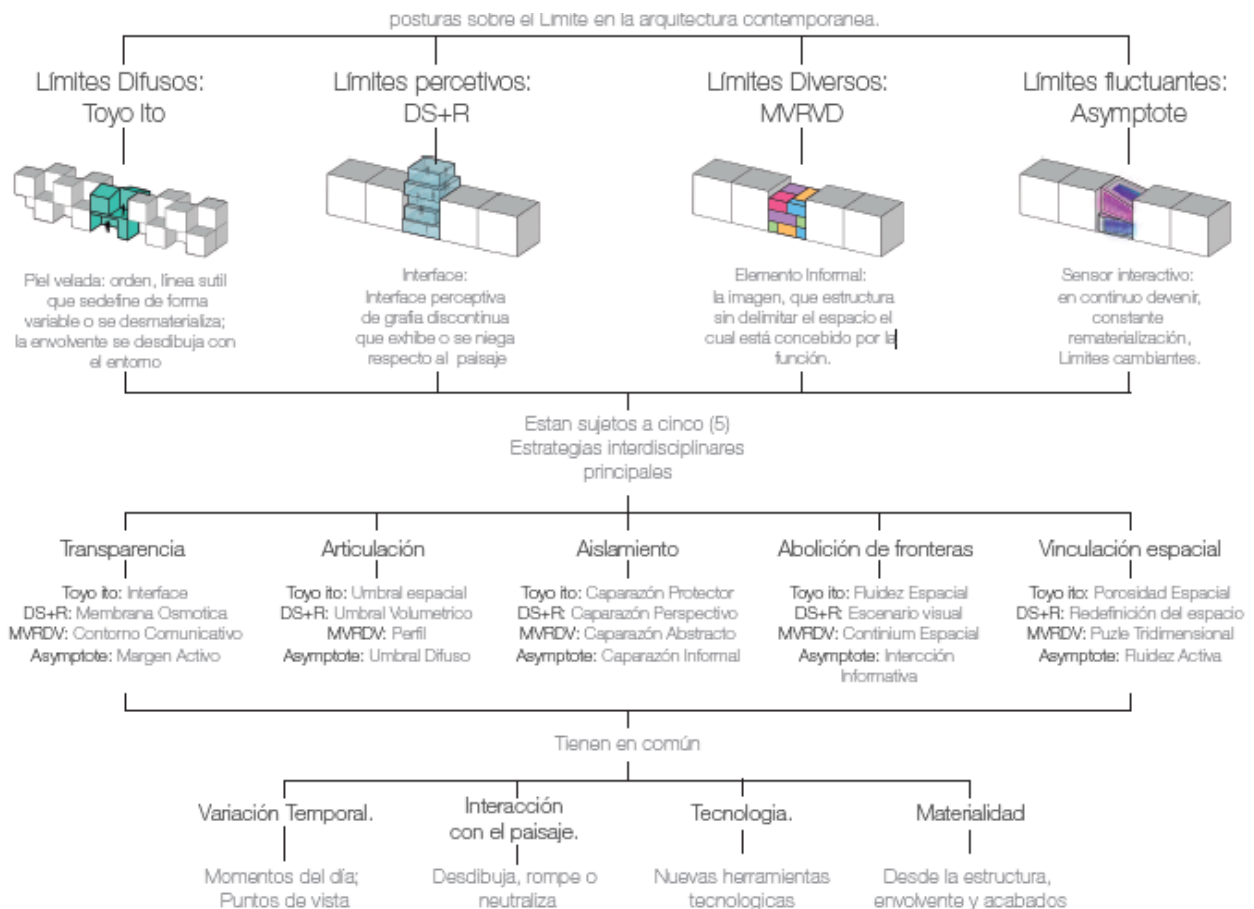 posturas sobre el Límite en la arquitectura contemporanea.
Límites Difusos:
Toyo Ito
Límites percetivos:
DS+R
Límites Diversos:
MVRVD
Límites fluctuantes:
Asymptote
Piel velada: orden, línea sutil
que sedefine de forma
variable o se desmaterializa;
la envolvente se desdibuja con
el entorno
Interface:
Interface perceptiva
de grafia discontinua
que exhibe o se niega
respecto al paisaje
Elemento Informal:
la imagen, que estructura
sin delimitar el espacio el
cual está concebido por la
función.
Sensor interactivo:
en continuo devenir,
constante
rematerialización,
Limites cambiantes.
Estan sujetos a cinco (5)
Estrategias interdisciplinares
principales
Transparencia
Toyo ito: Interface
DS+R: Membrana Osmotica
MVRDV: Contorno Comunicativo
Asymptote: Margen Activo
Articulación
Toyo ito: Umbral espacial
DS+R: Umbral Volumetrico
MVRDV: Perfil
Asymptote: Umbral Difuso
Aislamiento
Toyo ito: Caparazón Protector
DS+R: Caparazón Perspectivo
MVRDV: Caparazón Abstracto
Asymptote: Caparazón Informal
Abolición de fronteras
Toyo ito: Fluidez Espacial
DS+R: Escenario visual
MVRDV: Continium Espacial
Asymptote: Intercción
Informativa
Vinculación espacial
Toyo ito: Porosidad Espacial
DS+R: Redefinición del espacio
MVRDV: Puzle Tridimensional
Asymptote: Fluidez Activa
Tienen en común
Variación Temporal.
Momentos del día;
Puntos de vista
Interacción
con el paisaje.
Desdibuja, rompe o
neutraliza
Tecnologia.
Nuevas herramientas
tecnologicas
Materialidad
Desde la estructura,
envolvente y acabados